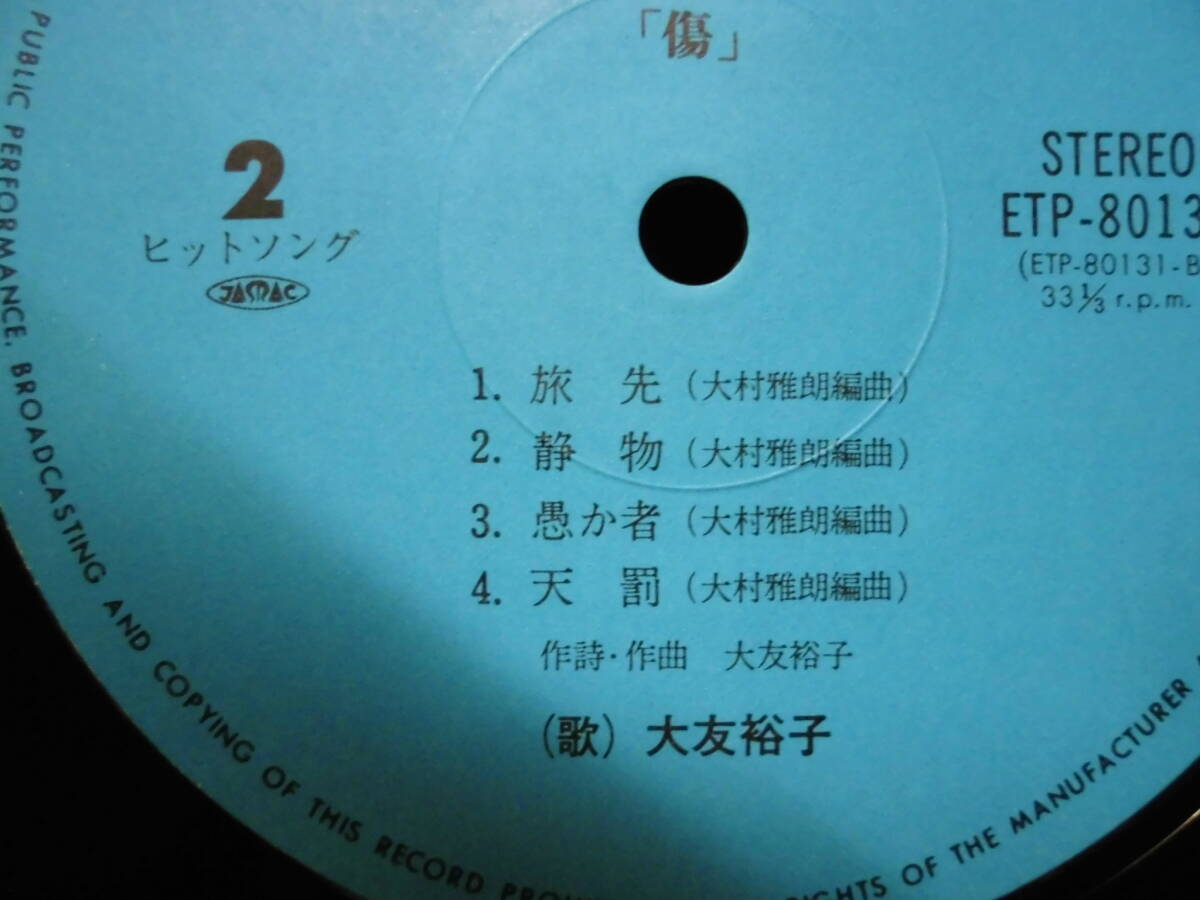 「傷」
2
ヒットソング
JASRAC
STEREO
ETP-8013
(ETP-80131-B
33 1/3 r.p.m.
1. 旅 先 (大村雅朗編曲)
2. 静 物 (大村雅朗編曲)
3. 愚か者 (大村雅朗編曲)
4. 天 罰 (大村雅朗編曲)
作詩・作曲 大友裕子
(歌) 大友裕子
PUBLIC PERFORMANCE, BROADCASTING AND COPYING OF THIS RECORD RIGHTS OF THE MANUFACTURER